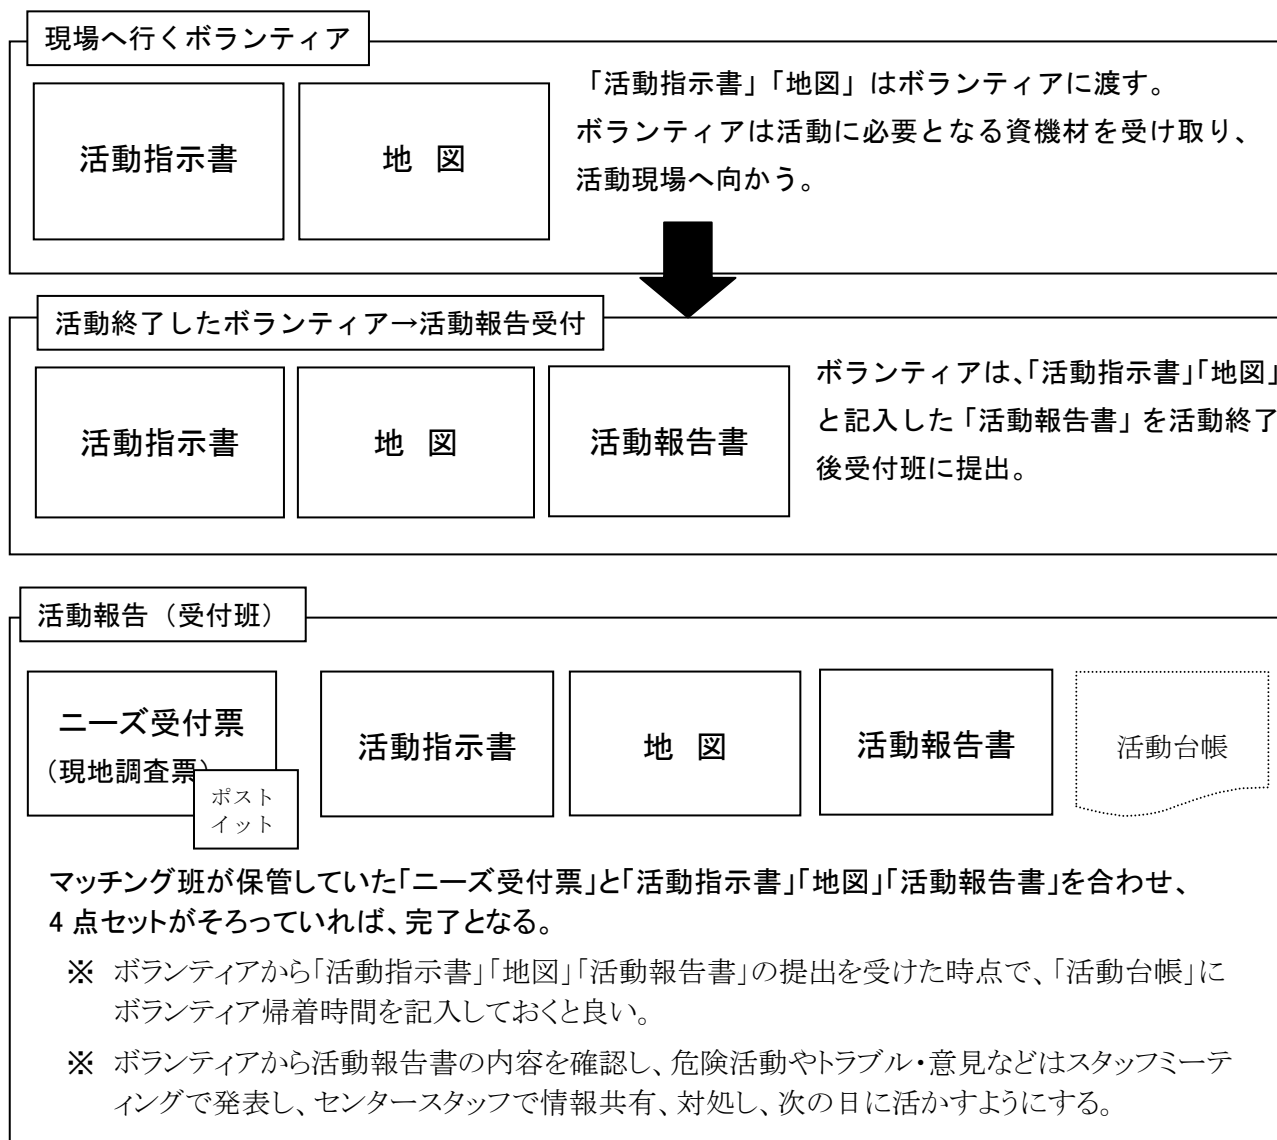 現場へ行くボランティア
活動指示書
地 図
「活動指示書」「地図」はボランティアに渡す。
ボランティアは活動に必要となる資機材を受け取り、
活動現場へ向かう。
活動終了したボランティア→活動報告受付
活動指示書
地 図
活動報告書
ボランティアは、「活動指示書」「地図」
と記入した「活動報告書」を活動終了
後受付班に提出。
活動報告（受付班）
ニーズ受付票
（現地調査票）
ポスト
イット
活動指示書
地 図
活動報告書
活動台帳
マッチング班が保管していた「ニーズ受付票」と「活動指示書」「地図」「活動報告書」を合わせ、
4 点セットがそろっていれば、完了となる。
※ ボランティアから「活動指示書」「地図」「活動報告書」の提出を受けた時点で、「活動台帳」に
ボランティア帰着時間を記入しておくと良い。
※ ボランティアから活動報告書の内容を確認し、危険活動やトラブル・意見などはスタッフミーテ
ィングで発表し、センタースタッフで情報共有、対処し、次の日に活かすようにする。